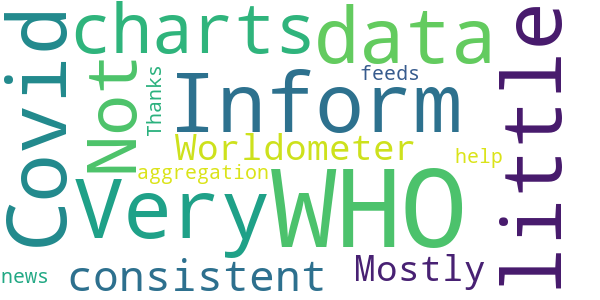 Covid
charts
data
little
Not
Thanks
Inform
feeds
Worldometer
help
aggregation
Very
WHO
news
consistent
Mostly